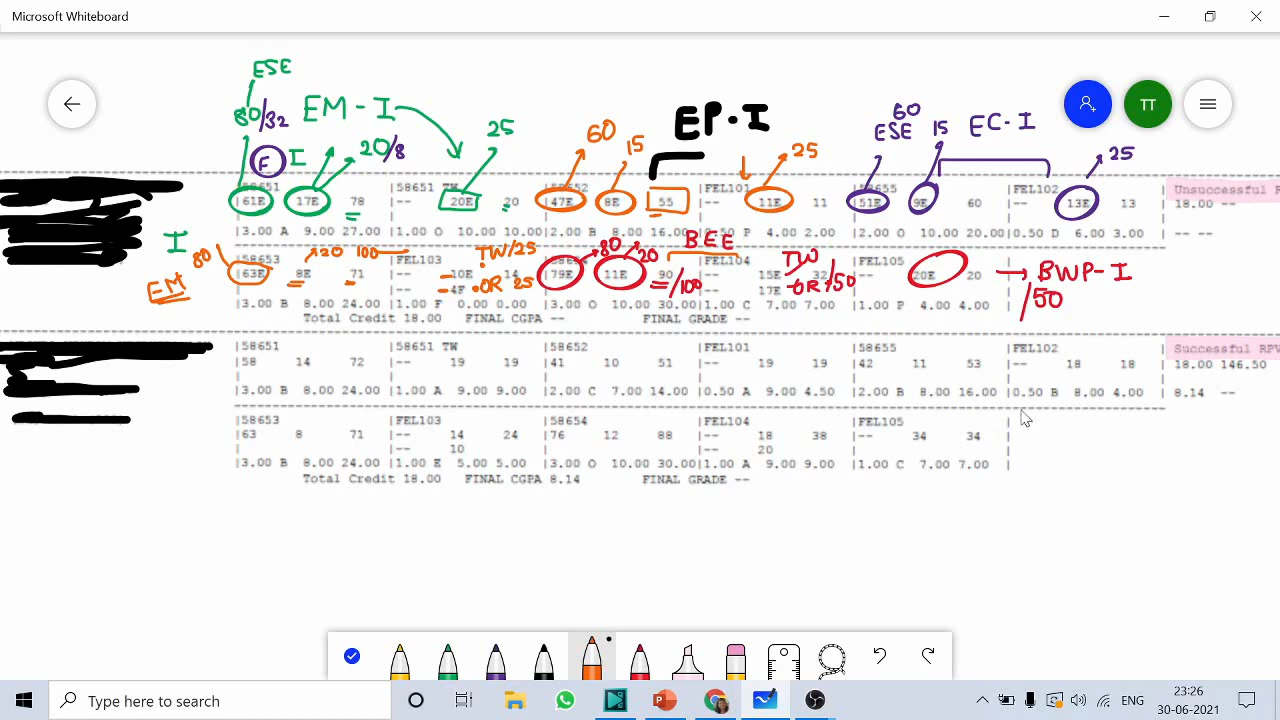 Microsoft Whiteboard
ESE
80/32 EM-I 25 EP-I 60
E I 20/8 60 15 25 ESE 15 EC-I 25
TT
|58651 |58651 TW |58652 |FEL101 |58655 |FEL102 Unsuccessful R
|61E 17E 78 |-- 20E 20 |47E 8E 55 |-- 11E 11 |51E 9E 60 |-- 13E 13 |18.00 --
|3.00 A 9.00 27.00 |1.00 O 10.00 10.00 |2.00 B 8.00 16.00 |0.50 P 4.00 2.00 |2.00 O 10.00 20.00 |0.50 D 6.00 3.00 |-- --
I 80 20 100 TW/25 80 20 BEE TW
|58653 |FEL103 |58654 |FEL104 |FEL105
|63E 8E 71 |-- 10E 14 |79E 11E 90 |-- 15E 32 |-- 20E 20 BWP-I
EM -4F OR 25 /100 17E OR /50 /50
|3.00 B 8.00 24.00 |1.00 F 0.00 0.00 |3.00 O 10.00 30.00 |1.00 C 7.00 7.00 |1.00 P 4.00 4.00
Total Credit 18.00 FINAL CGPA -- FINAL GRADE --
|58651 |58651 TW |58652 |FEL101 |58655 |FEL102 Successful RPV
|58 14 72 |-- 19 19 |41 10 51 |-- 19 19 |42 11 53 |-- 18 18 |18.00 146.50
|3.00 B 8.00 24.00 |1.00 A 9.00 9.00 |2.00 C 7.00 14.00 |0.50 A 9.00 4.50 |2.00 B 8.00 16.00 |0.50 B 8.00 4.00 |8.14 --
|58653 |FEL103 |58654 |FEL104 |FEL105
|63 8 71 |-- 14 24 |76 12 88 |-- 18 38 |-- 34 34
|-- 10 |-- 20
|3.00 B 8.00 24.00 |1.00 E 5.00 5.00 |3.00 O 10.00 30.00 |1.00 A 9.00 9.00 |1.00 C 7.00 7.00
Total Credit 18.00 FINAL CGPA 8.14 FINAL GRADE --
Type here to search
ENG
23:26
30-06-2021